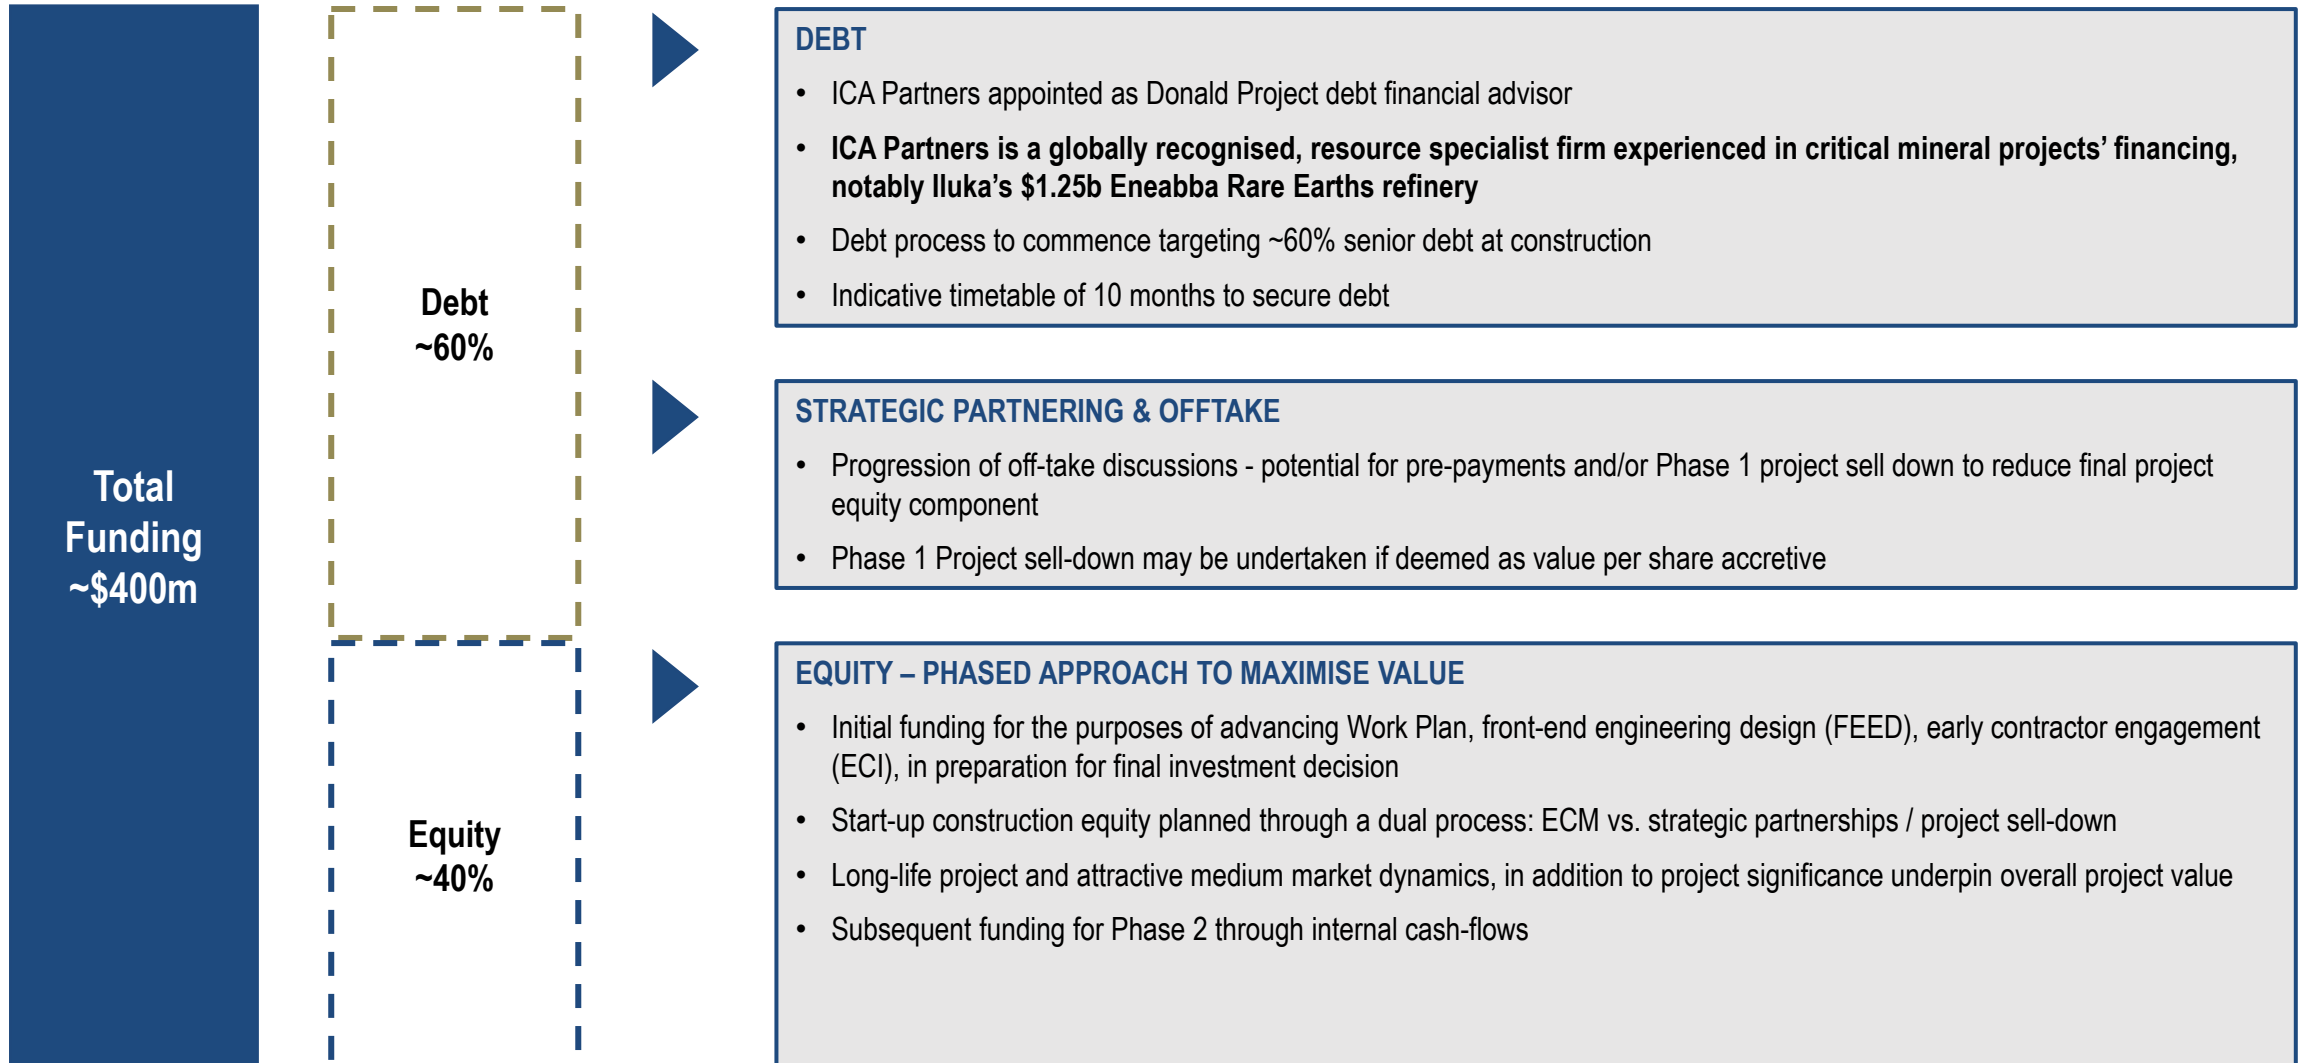 Total
Funding
~$400m
Debt
~60%
Equity
~40%
DEBT
• ICA Partners appointed as Donald Project debt financial advisor
• ICA Partners is a globally recognised, resource specialist firm experienced in critical mineral projects’ financing,
notably Iluka’s $1.25b Eneabba Rare Earths refinery
• Debt process to commence targeting ~60% senior debt at construction
• Indicative timetable of 10 months to secure debt
STRATEGIC PARTNERING & OFFTAKE
• Progression of off-take discussions - potential for pre-payments and/or Phase 1 project sell down to reduce final project
equity component
• Phase 1 Project sell-down may be undertaken if deemed as value per share accretive
EQUITY – PHASED APPROACH TO MAXIMISE VALUE
• Initial funding for the purposes of advancing Work Plan, front-end engineering design (FEED), early contractor engagement
(ECI), in preparation for final investment decision
• Start-up construction equity planned through a dual process: ECM vs. strategic partnerships / project sell-down
• Long-life project and attractive medium market dynamics, in addition to project significance underpin overall project value
• Subsequent funding for Phase 2 through internal cash-flows